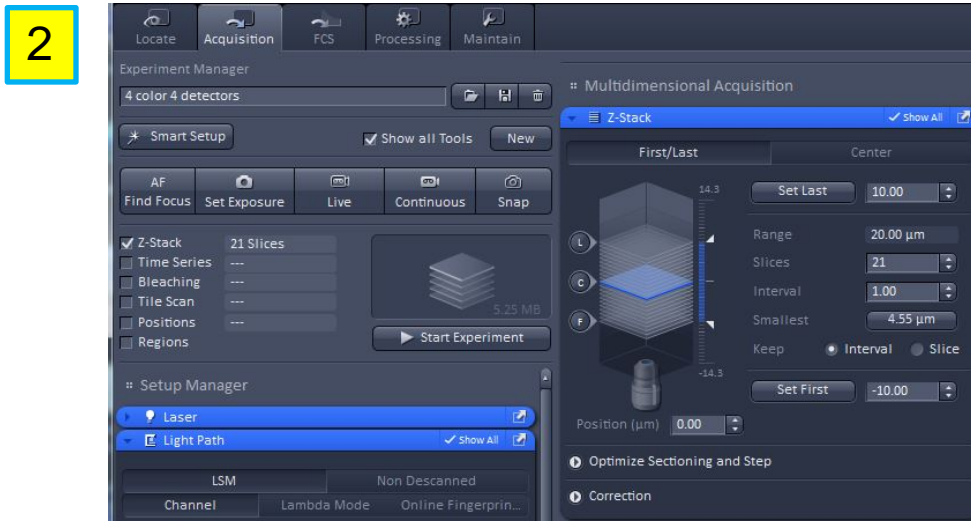 2
Locate Acquisition FCS Processing Maintain
Experiment Manager
4 color 4 detectors
Smart Setup Show all Tools New
AF
Find Focus Set Exposure Live Continuous Snap
Z-Stack 21 Slices
Time Series ---
Bleaching ---
Tile Scan ---
Positions ---
Regions
5.25 MB
Start Experiment
Setup Manager
Laser
Light Path Show All
LSM Non Descanned
Channel Lambda Mode Online Fingerprin...
Multidimensional Acquisition
Z-Stack Show All
First/Last Center
14.3
L
C
F
-14.3
Set Last 10.00
Range 20.00 µm
Slices 21
Interval 1.00
Smallest 4.55 µm
Keep Interval Slice
Set First -10.00
Position (µm) 0.00
Optimize Sectioning and Step
Correction